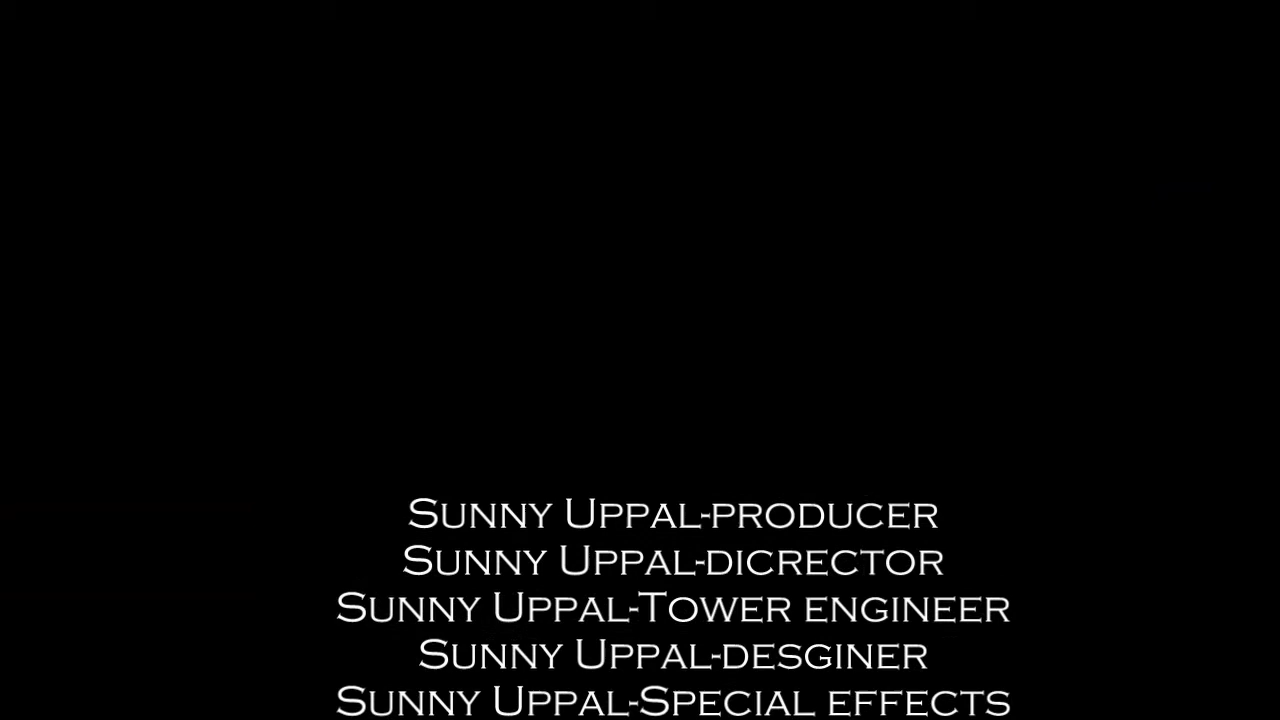 Sunny Uppal-producer
Sunny Uppal-dicrector
Sunny Uppal-Tower engineer
Sunny Uppal-desginer
Sunny Uppal-Special effects